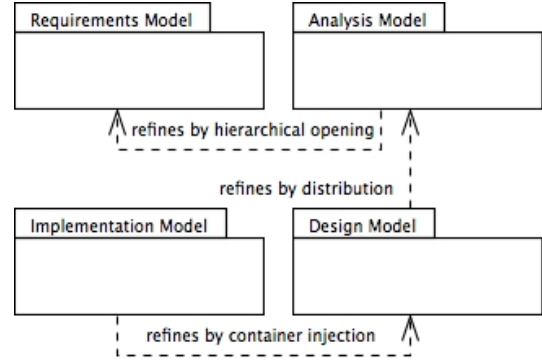 Requirements Model
Analysis Model
refines by hierarchical opening
refines by distribution
Implementation Model
Design Model
refines by container injection